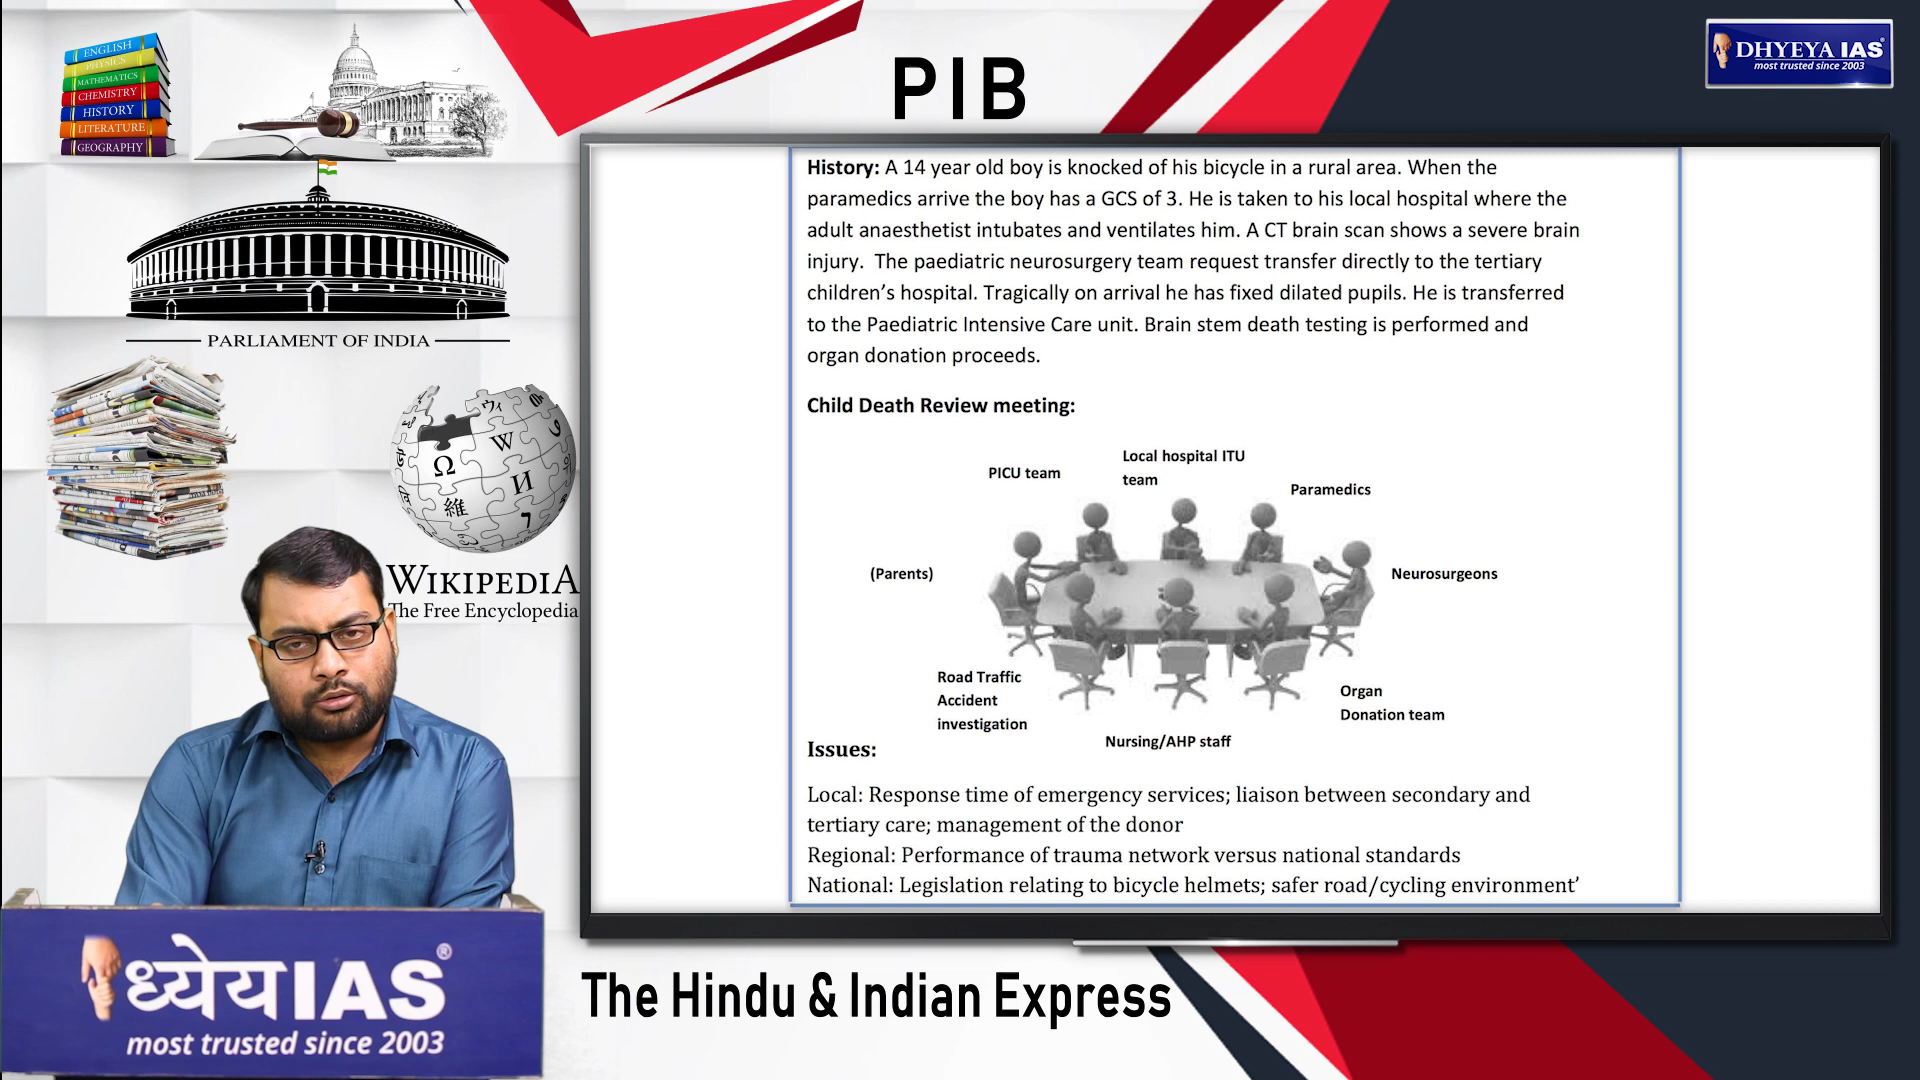 ENGLISH
PHYSICS
MATHEMATICS
CHEMISTRY
HISTORY
LITERATURE
GEOGRAPHY
PARLIAMENT OF INDIA
Ω
W
И
維
ウィ
7
WIKIPEDIA
The Free Encyclopedia
ध्येय IAS®
most trusted since 2003
PIB
DHYEYA IAS®
most trusted since 2003
History: A 14 year old boy is knocked of his bicycle in a rural area. When the
paramedics arrive the boy has a GCS of 3. He is taken to his local hospital where the
adult anaesthetist intubates and ventilates him. A CT brain scan shows a severe brain
injury.  The paediatric neurosurgery team request transfer directly to the tertiary
children’s hospital. Tragically on arrival he has fixed dilated pupils. He is transferred
to the Paediatric Intensive Care unit. Brain stem death testing is performed and
organ donation proceeds.
Child Death Review meeting:
PICU team
Local hospital ITU
team
Paramedics
(Parents)
Neurosurgeons
Road Traffic
Accident
investigation
Organ
Donation team
Nursing/AHP staff
Issues:
Local: Response time of emergency services; liaison between secondary and
tertiary care; management of the donor
Regional: Performance of trauma network versus national standards
National: Legislation relating to bicycle helmets; safer road/cycling environment’
The Hindu & Indian Express